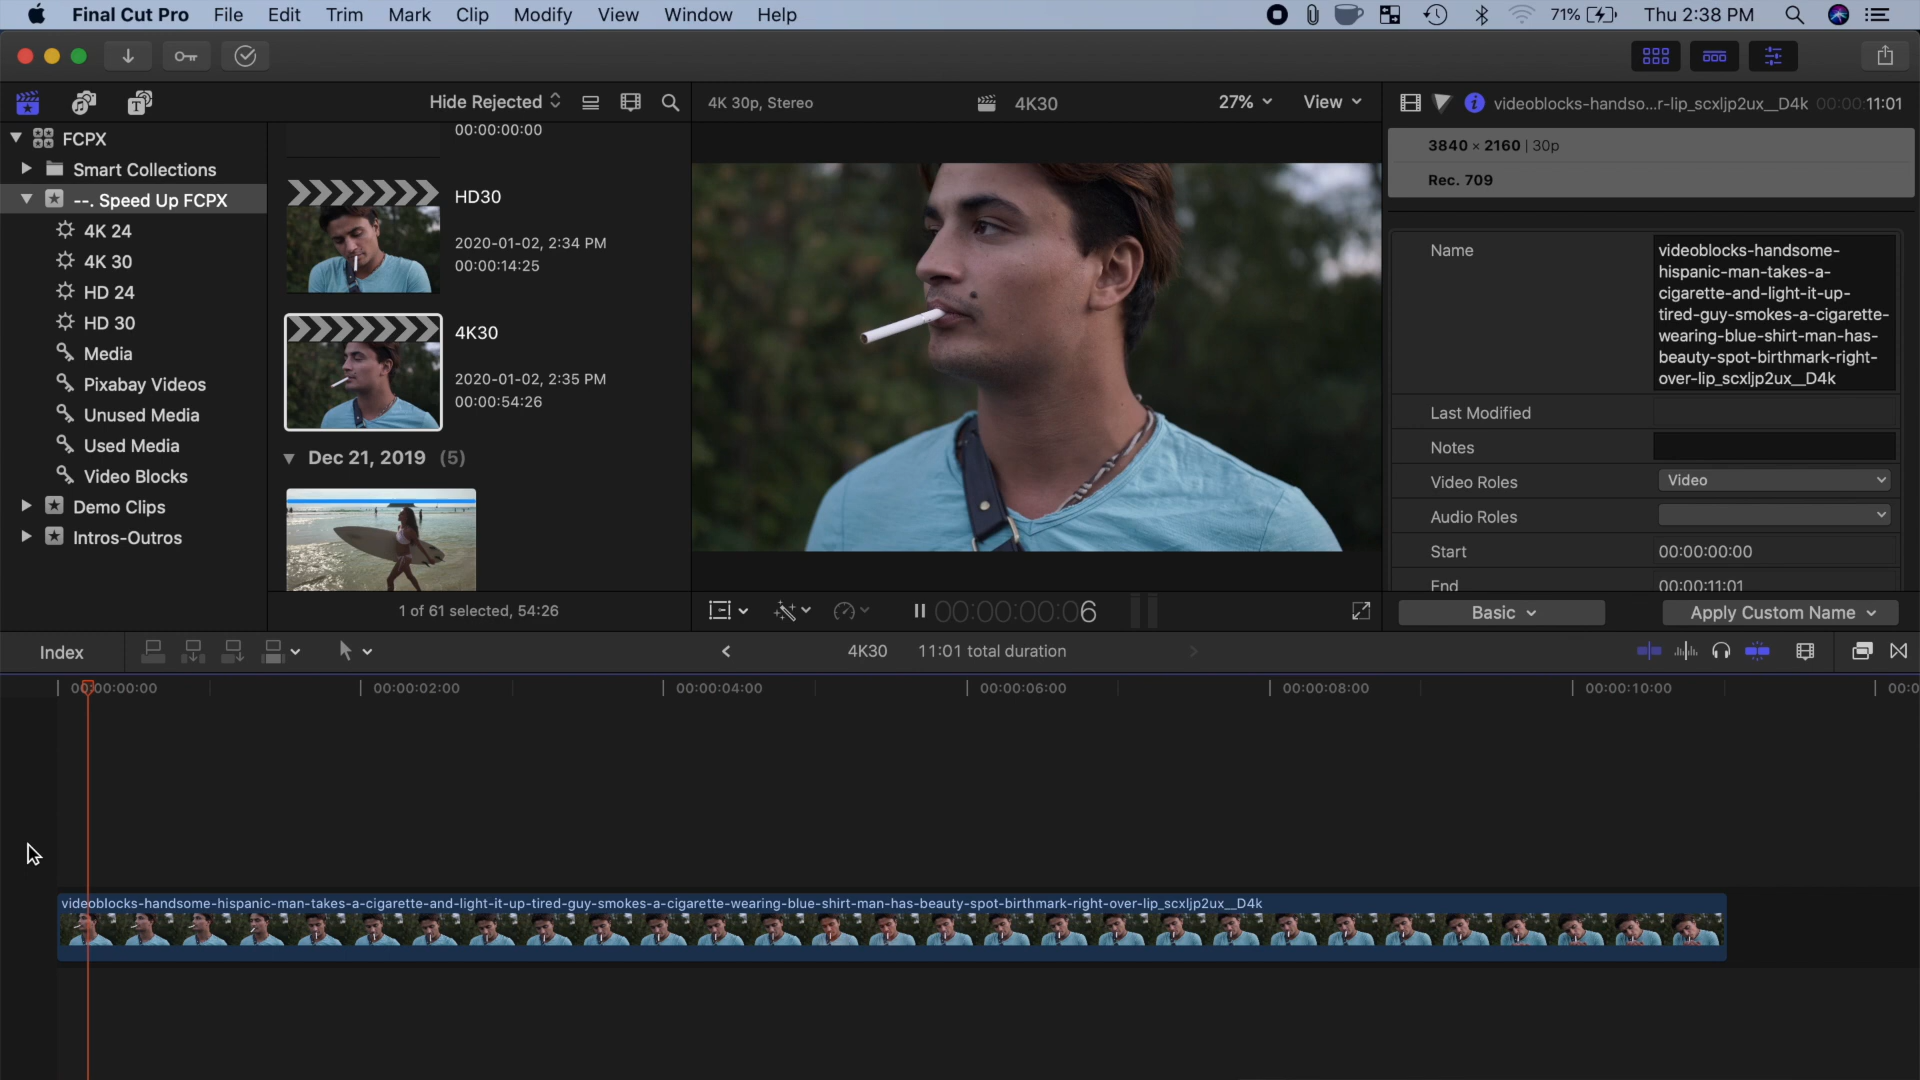 Final Cut Pro File Edit Trim Mark Clip Modify View Window Help 71% Thu 2:38 PM
Hide Rejected
4K 30p, Stereo 4K30 27% View
videoblocks-handso...r-lip_scxljp2ux__D4k 00:00:11:01
FCPX
Smart Collections
--. Speed Up FCPX
4K 24
4K 30
HD 24
HD 30
Media
Pixabay Videos
Unused Media
Used Media
Video Blocks
Demo Clips
Intros-Outros
00:00:00:00
HD30
2020-01-02, 2:34 PM
00:00:14:25
4K30
2020-01-02, 2:35 PM
00:00:54:26
Dec 21, 2019 (5)
1 of 61 selected, 54:26
00:00:00:06
3840 × 2160 | 30p
Rec. 709
Name
videoblocks-handsome-
hispanic-man-takes-a-
cigarette-and-light-it-up-
tired-guy-smokes-a-cigarette-
wearing-blue-shirt-man-has-
beauty-spot-birthmark-right-
over-lip_scxljp2ux__D4k
Last Modified
Notes
Video Roles Video
Audio Roles
Start 00:00:00:00
End 00:00:11:01
Basic Apply Custom Name
Index 4K30 11:01 total duration
00:00:00:00 00:00:02:00 00:00:04:00 00:00:06:00 00:00:08:00 00:00:10:00 00:0
videoblocks-handsome-hispanic-man-takes-a-cigarette-and-light-it-up-tired-guy-smokes-a-cigarette-wearing-blue-shirt-man-has-beauty-spot-birthmark-right-over-lip_scxljp2ux__D4k